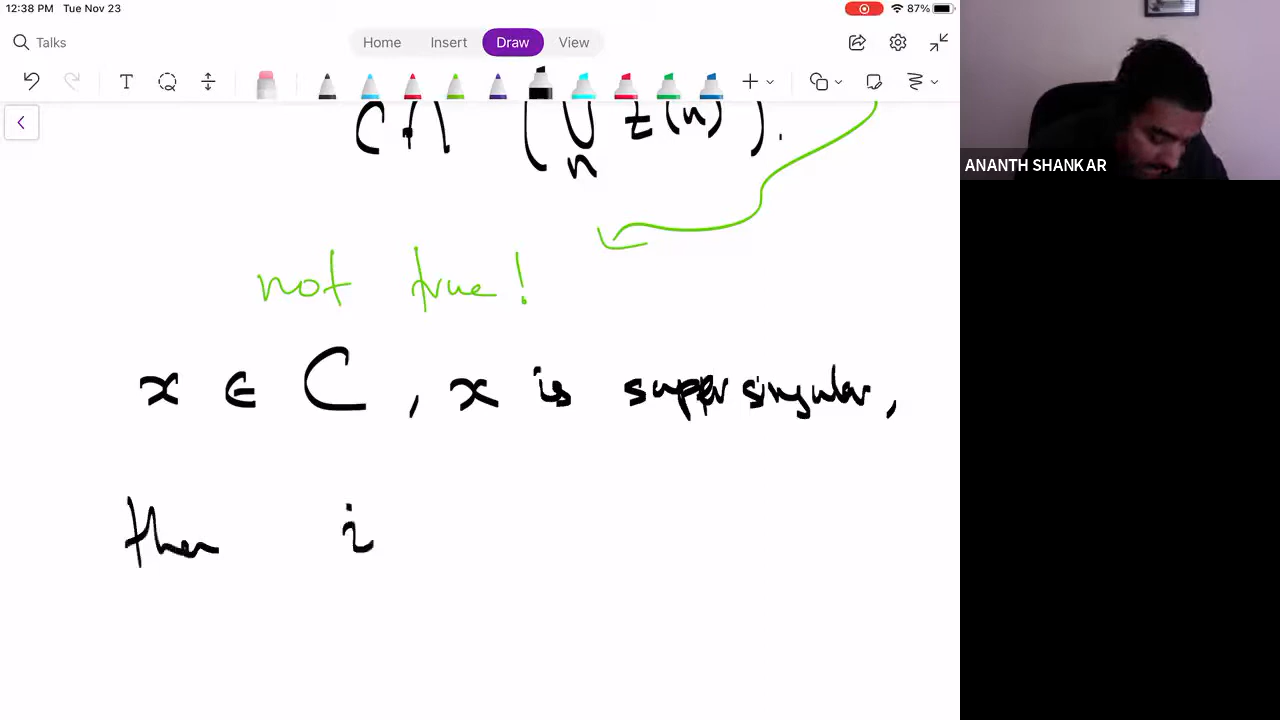 12:38 PM Tue Nov 23
87%
Talks
Home Insert Draw View
T
C ∩ ( ∪ Z(n) ).
n
not true!
x ∈ C, x is supersingular,
then i
ANANTH SHANKAR